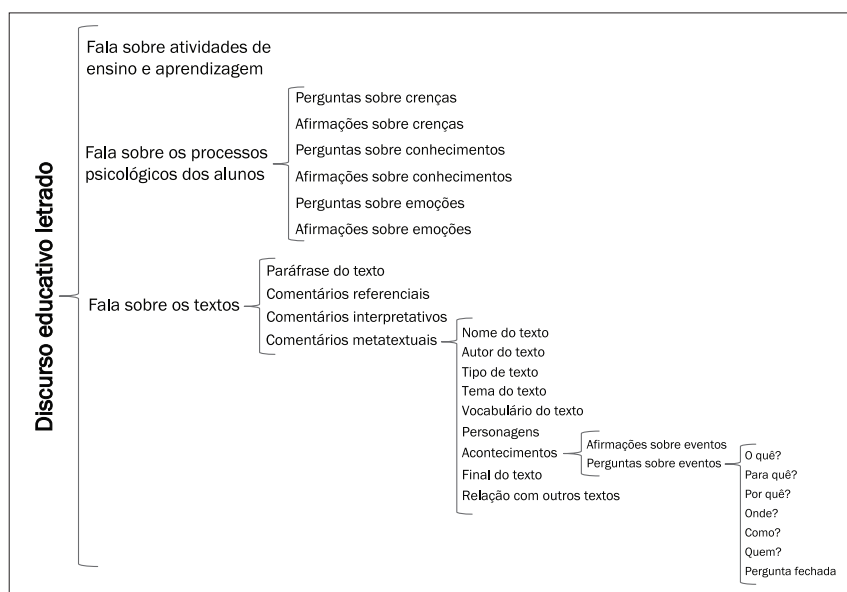 Discurso educativo letrado
Fala sobre atividades de
ensino e aprendizagem
Fala sobre os processos
psicológicos dos alunos
Perguntas sobre crenças
Afirmações sobre crenças
Perguntas sobre conhecimentos
Afirmações sobre conhecimentos
Perguntas sobre emoções
Afirmações sobre emoções
Fala sobre os textos
Paráfrase do texto
Comentários referenciais
Comentários interpretativos
Comentários metatextuais
Nome do texto
Autor do texto
Tipo de texto
Tema do texto
Vocabulário do texto
Personagens
Acontecimentos
Final do texto
Relação com outros textos
Afirmações sobre eventos
Perguntas sobre eventos
O quê?
Para quê?
Por quê?
Onde?
Como?
Quem?
Pergunta fechada